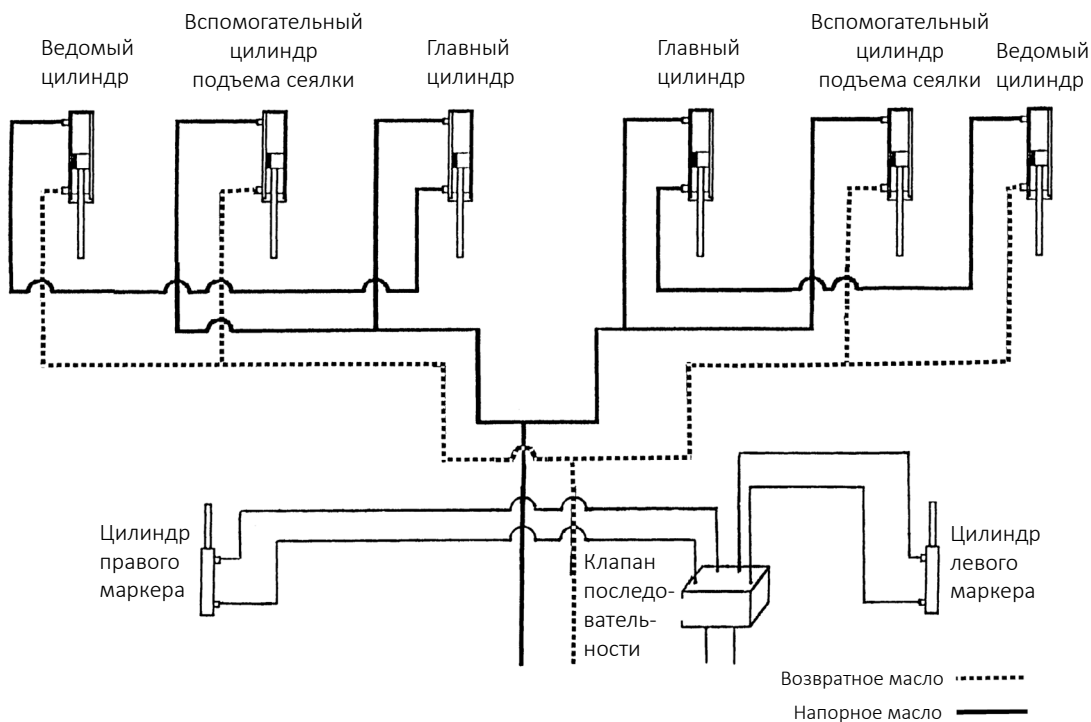 Ведомый
цилиндр
Вспомогательный
цилиндр
подъема сеялки
Главный
цилиндр
Главный
цилиндр
Вспомогательный
цилиндр
подъема сеялки
Ведомый
цилиндр
Цилиндр
правого
маркера
Клапан
последо-
ватель-
ности
Цилиндр
левого
маркера
Возвратное масло
Напорное масло